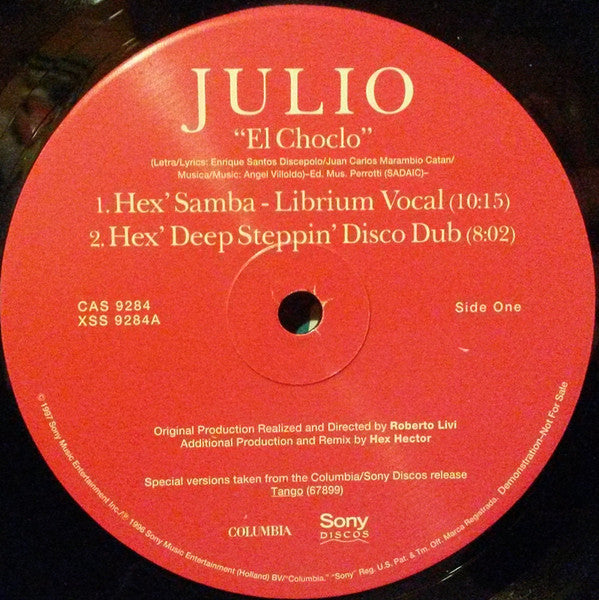 JULIO
“El Choclo”
(Letra/Lyrics: Enrique Santos Discepolo/Juan Carlos Marambio Catan/
Musica/Music: Angel Villoldo)–Ed. Mus. Perrotti (SADAIC)–
1. Hex’ Samba - Librium Vocal (10:15)
2. Hex’ Deep Steppin’ Disco Dub (8:02)
CAS 9284
XSS 9284A
Side One
Original Production Realized and Directed by Roberto Livi
Additional Production and Remix by Hex Hector
Special versions taken from the Columbia/Sony Discos release
Tango (67899)
COLUMBIA
Sony
DISCOS
© 1997 Sony Music Entertainment Inc./℗ 1996 Sony Music Entertainment (Holland) BV/“Columbia,” “Sony” Reg. U.S. Pat. & Tm. Off. Marca Registrada. Demonstration–Not For Sale